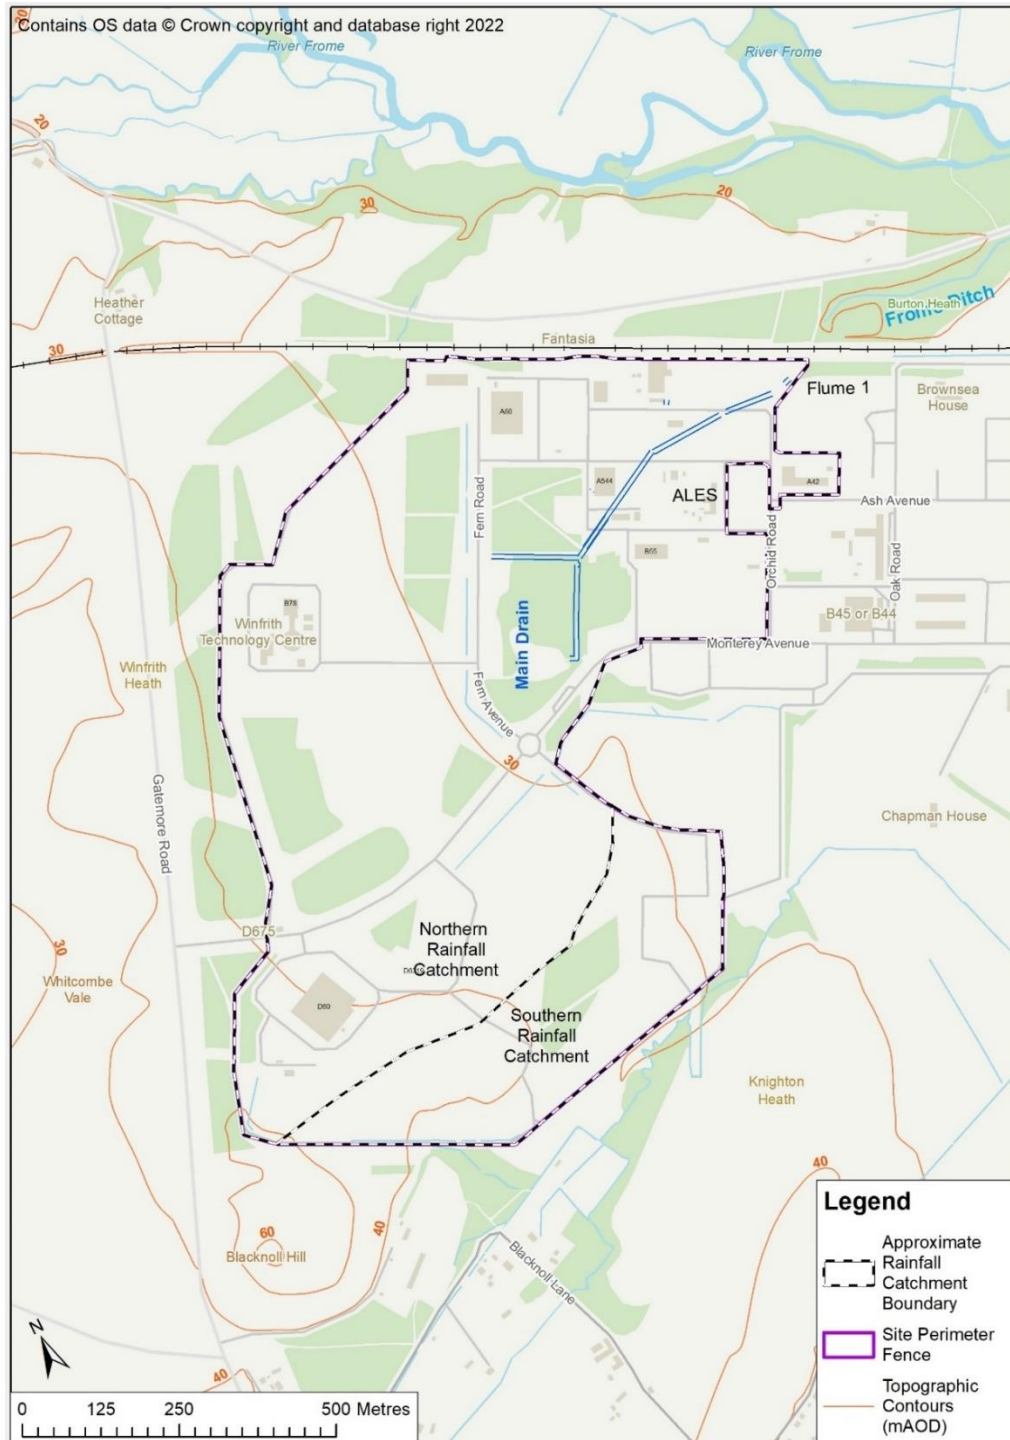 Contains OS data © Crown copyright and database right 2022
20
River Frome
River Frome
20
30
20
Heather
Cottage
Burton Heath
Frome Ditch
30
Fantasia
Flume 1
Brownsea
House
A60
Fern Road
A544
ALES
A42
Ash Avenue
Orchid Road
Oak Road
B55
B78
Winfrith
Technology Centre
B45 or B44
Monterey Avenue
Main Drain
Winfrith
Heath
Fern Avenue
30
Gatemore Road
Chapman House
Northern
Rainfall
Catchment
D675
30
Whitcombe
Vale
D60
Southern
Rainfall
Catchment
Knighton
Heath
40
60
40
Blacknoll Hill
Blacknoll Lane
40
N
Legend
Approximate
Rainfall
Catchment
Boundary
Site Perimeter
Fence
Topographic
Contours
(mAOD)
0 125 250 500 Metres